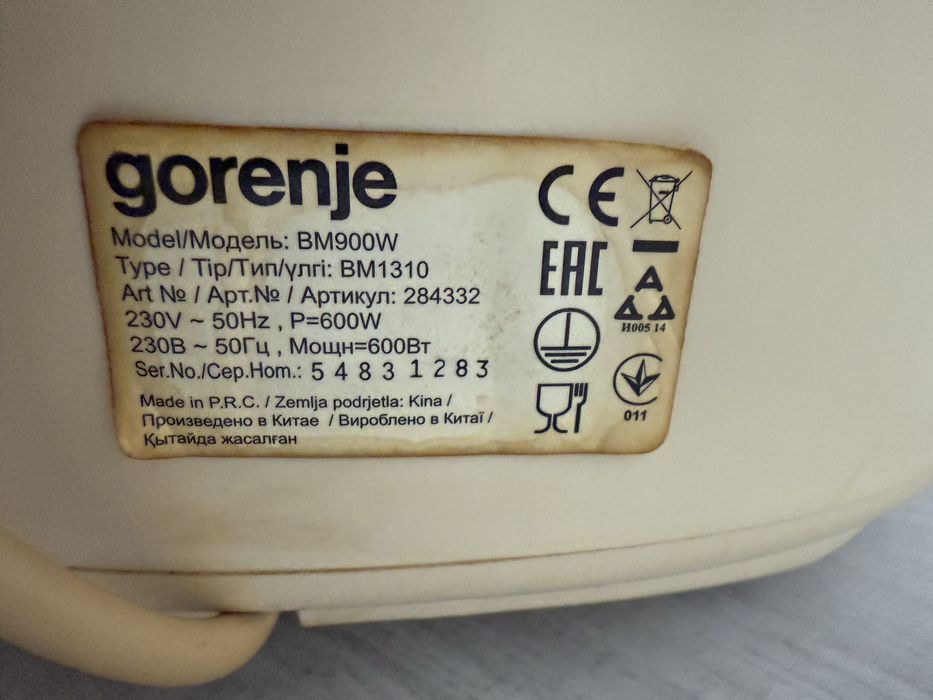 gorenje
Model/Модель: BM900W
Type / Tip/Тип/үлгі: BM1310
Art № / Арт.№ / Артикул: 284332
230V ~ 50Hz , P=600W
230В ~ 50Гц , Мощн=600Вт
Ser.No./Сер.Ном.: 5 4 8 3 1 2 8 3
Made in P.R.C. / Zemlja podrjetla: Kina /
Произведено в Китае / Вироблено в Китаї /
Қытайда жасалған
CE
EAC
И005 14
011